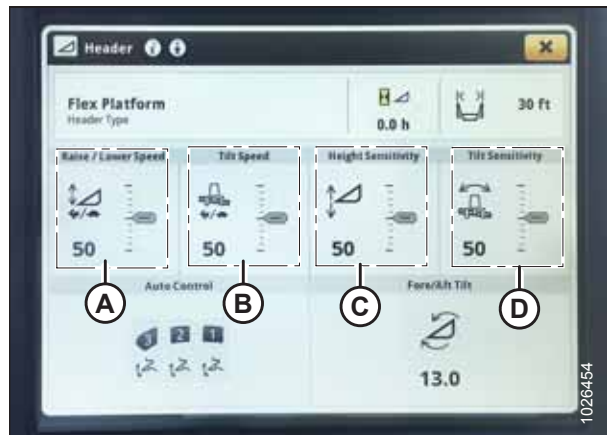 Header
Flex Platform
Header Type
0.0 h
30 ft
Raise / Lower Speed
Tilt Speed
Height Sensitivity
Tilt Sensitivity
50
50
50
50
A
B
C
D
Auto Control
Fore/Aft Tilt
3 2 1
13.0
1026454